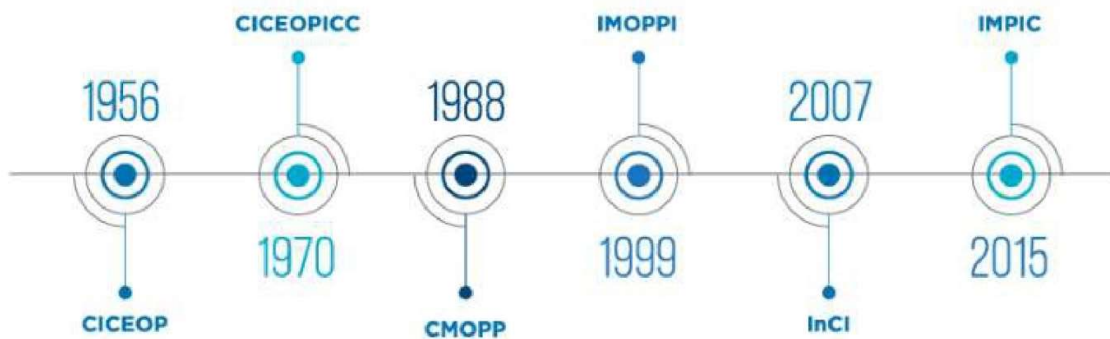 CICEOPICC
IMOPPI
IMPIC
1956
1988
2007
1970
1999
2015
CICEOP
CMOPP
InCI